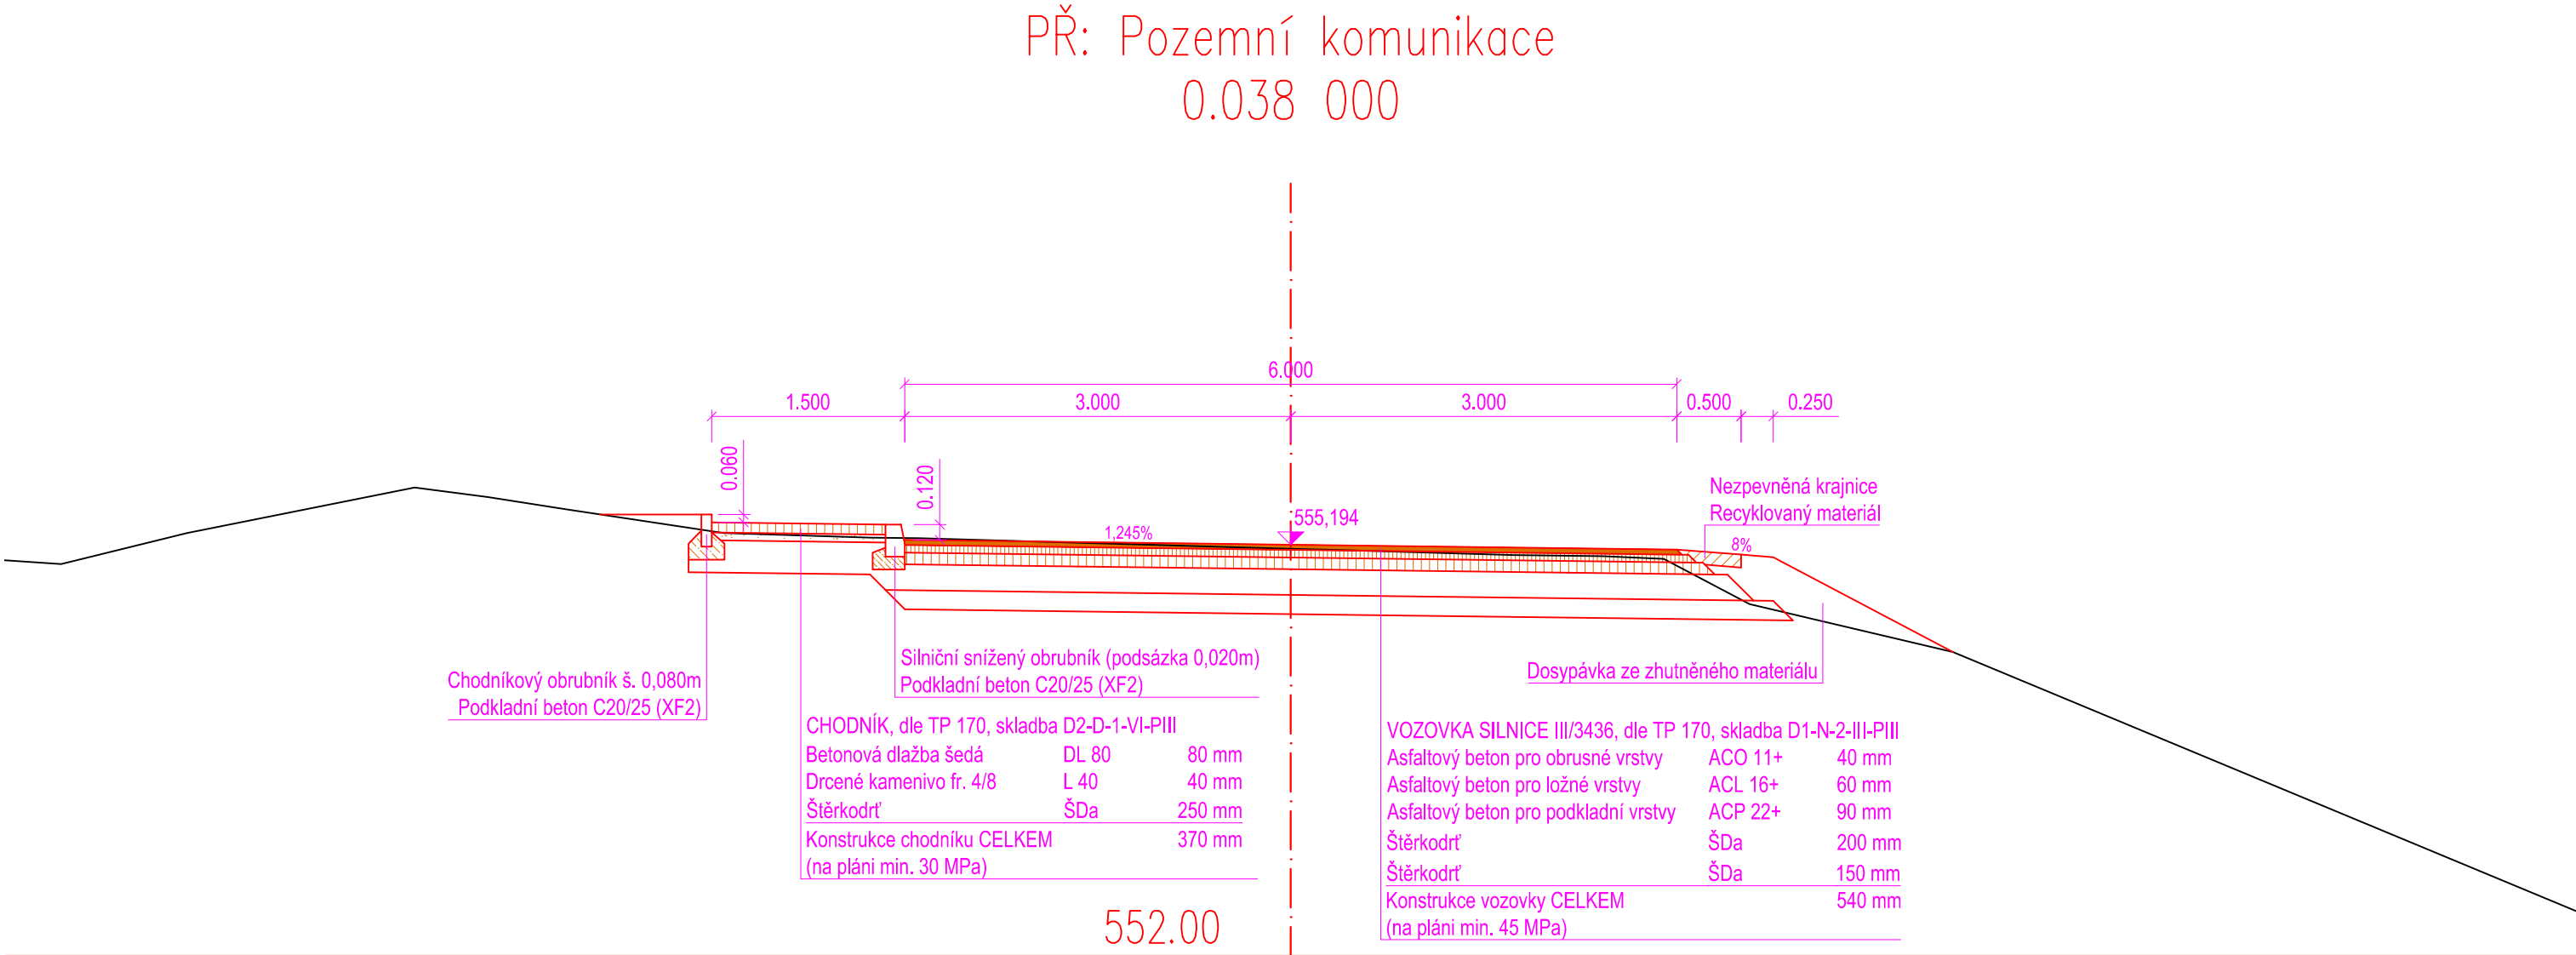 PŘ: Pozemní komunikace
0.038 000
6.000
1.500 3.000 3.000 0.500 0.250
0.060
0.120
1,245%
555,194
Nezpevněná krajnice
Recyklovaný materiál
8%
Chodníkový obrubník š. 0,080m
Podkladní beton C20/25 (XF2)
Silniční snížený obrubník (podsázka 0,020m)
Podkladní beton C20/25 (XF2)
Dosypávka ze zhutněného materiálu
CHODNÍK, dle TP 170, skladba D2-D-1-VI-PIII
Betonová dlažba šedá DL 80 80 mm
Drcené kamenivo fr. 4/8 L 40 40 mm
Štěrkodrť ŠDa 250 mm
Konstrukce chodníku CELKEM 370 mm
(na pláni min. 30 MPa)
VOZOVKA SILNICE III/3436, dle TP 170, skladba D1-N-2-III-PIII
Asfaltový beton pro obrusné vrstvy ACO 11+ 40 mm
Asfaltový beton pro ložné vrstvy ACL 16+ 60 mm
Asfaltový beton pro podkladní vrstvy ACP 22+ 90 mm
Štěrkodrť ŠDa 200 mm
Štěrkodrť ŠDa 150 mm
Konstrukce vozovky CELKEM 540 mm
(na pláni min. 45 MPa)
552.00